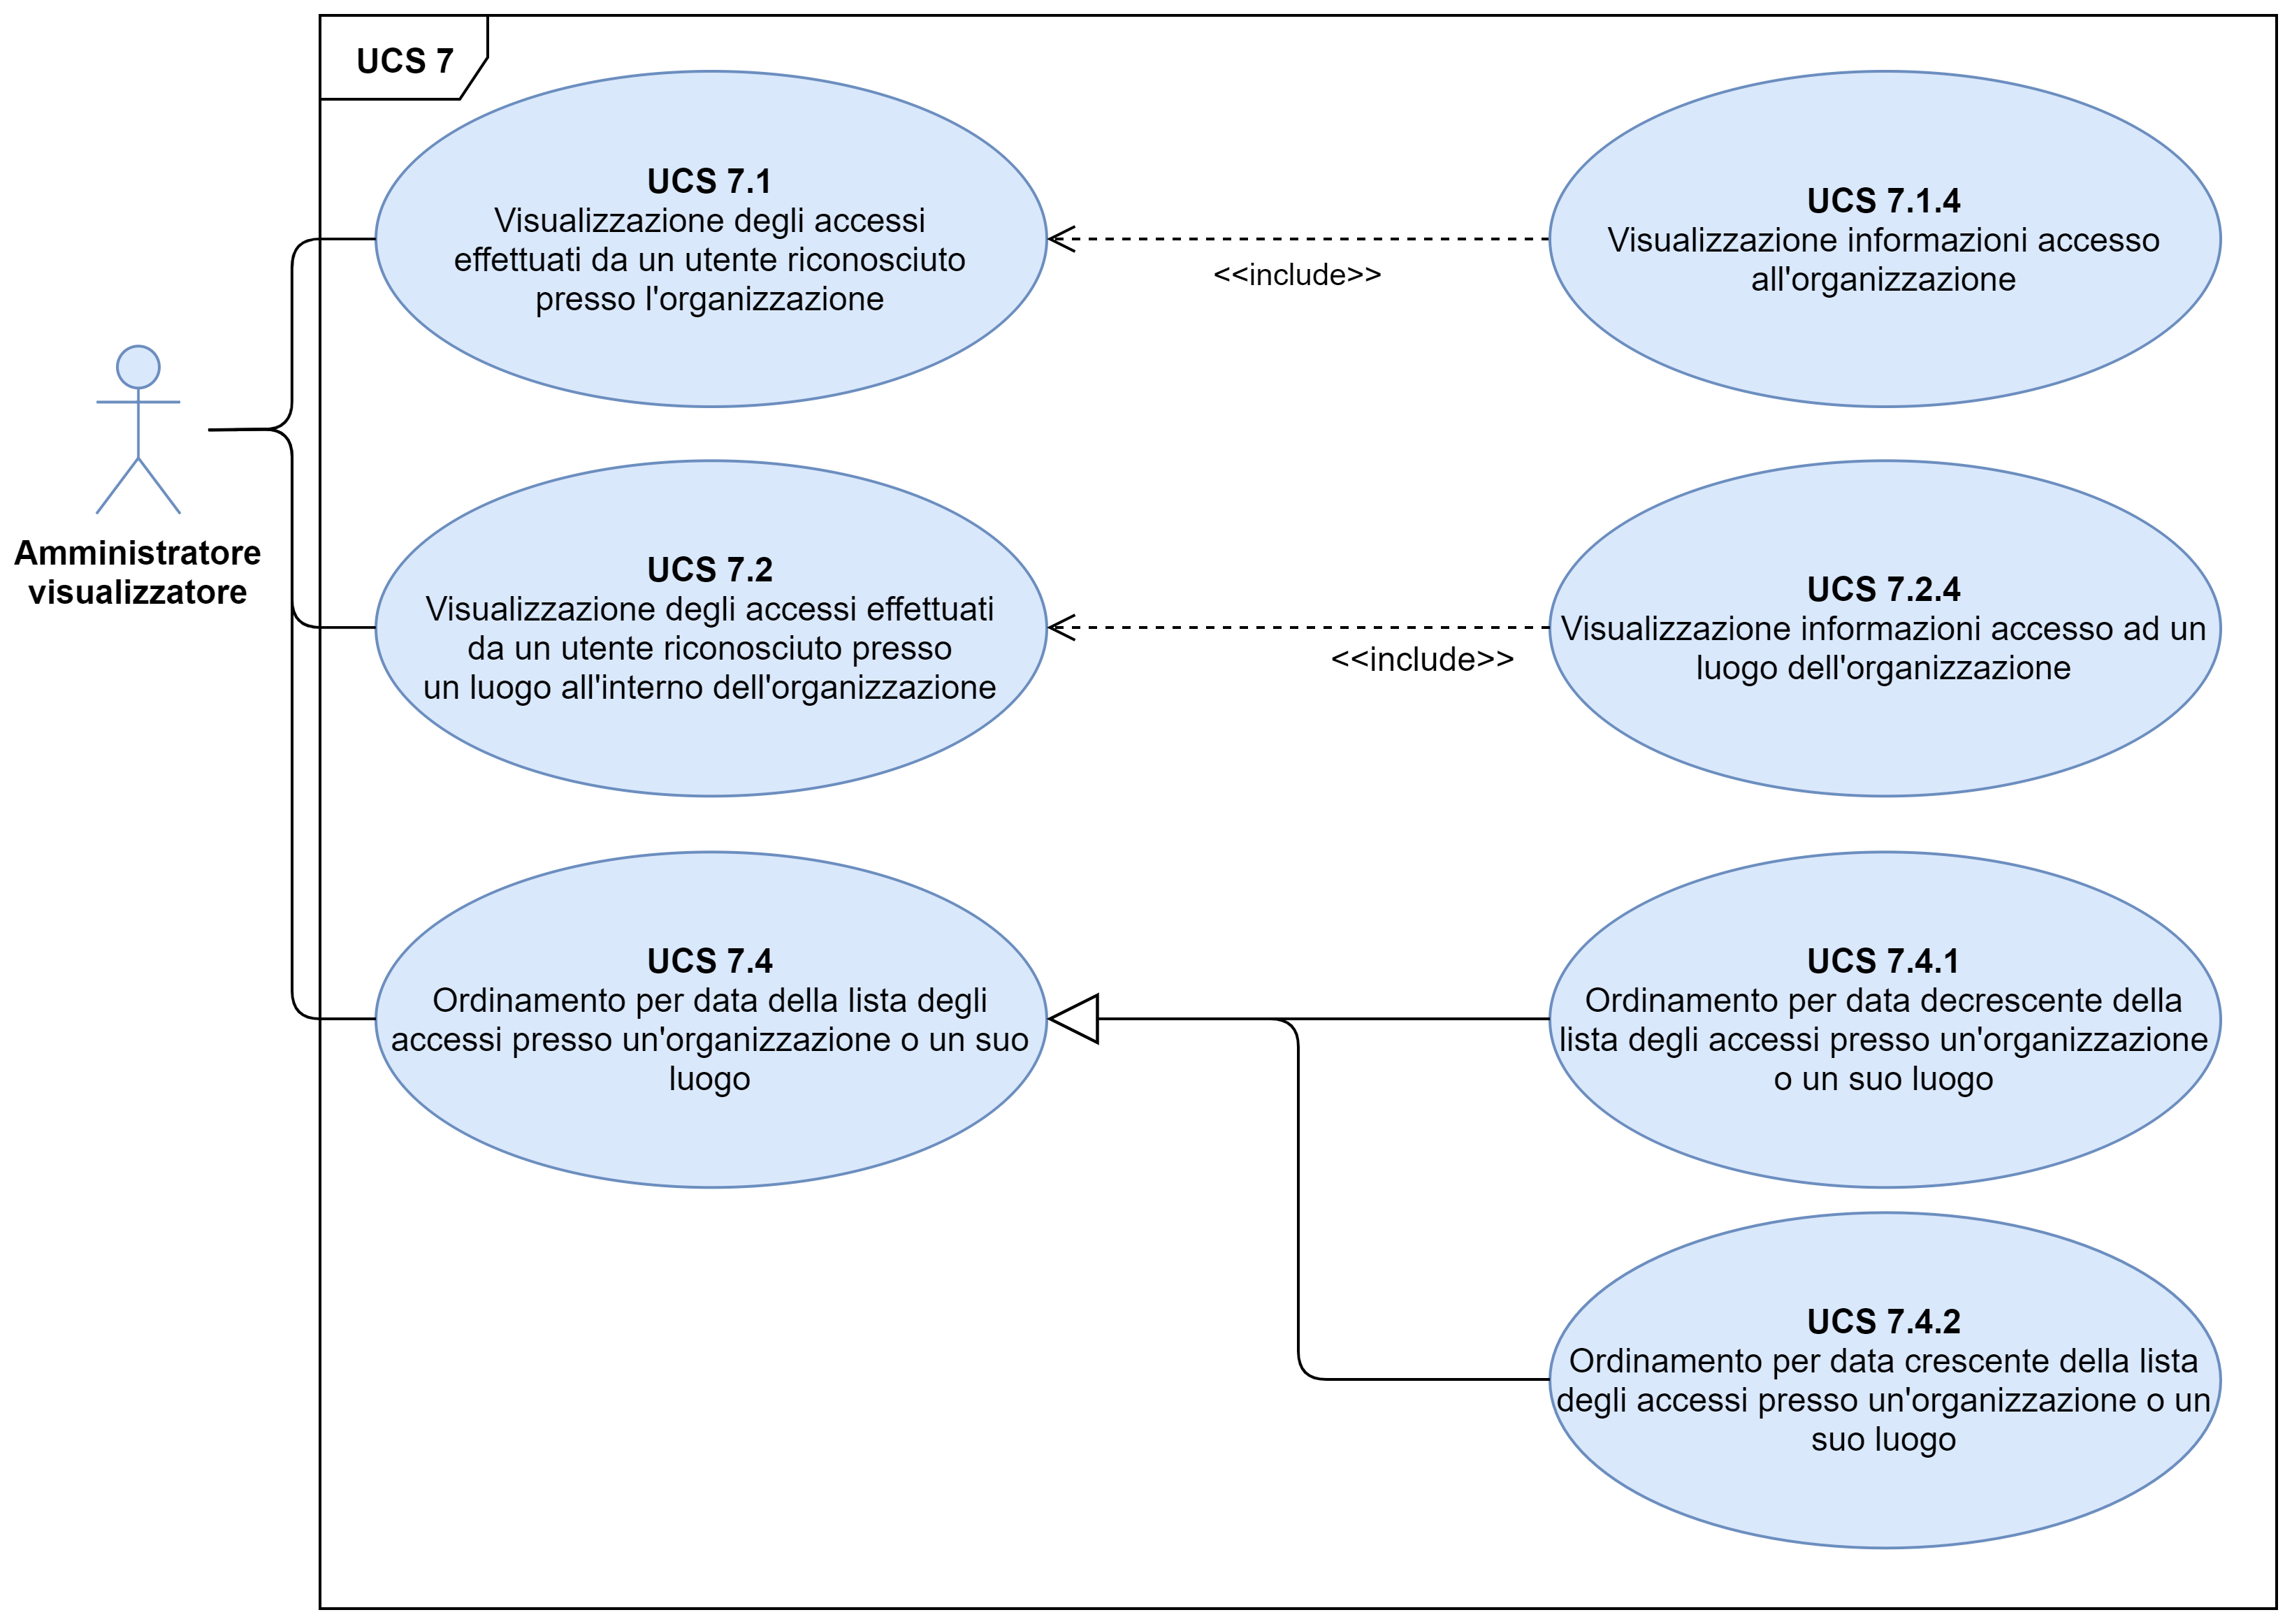 UCS 7
UCS 7.1
Visualizzazione degli accessi
effettuati da un utente riconosciuto
presso l'organizzazione
<<include>>
UCS 7.1.4
Visualizzazione informazioni accesso
all'organizzazione
Amministratore
visualizzatore
UCS 7.2
Visualizzazione degli accessi effettuati
da un utente riconosciuto presso
un luogo all'interno dell'organizzazione
<<include>>
UCS 7.2.4
Visualizzazione informazioni accesso ad un
luogo dell'organizzazione
UCS 7.4
Ordinamento per data della lista degli
accessi presso un'organizzazione o un suo
luogo
UCS 7.4.1
Ordinamento per data decrescente della
lista degli accessi presso un'organizzazione
o un suo luogo
UCS 7.4.2
Ordinamento per data crescente della lista
degli accessi presso un'organizzazione o un
suo luogo